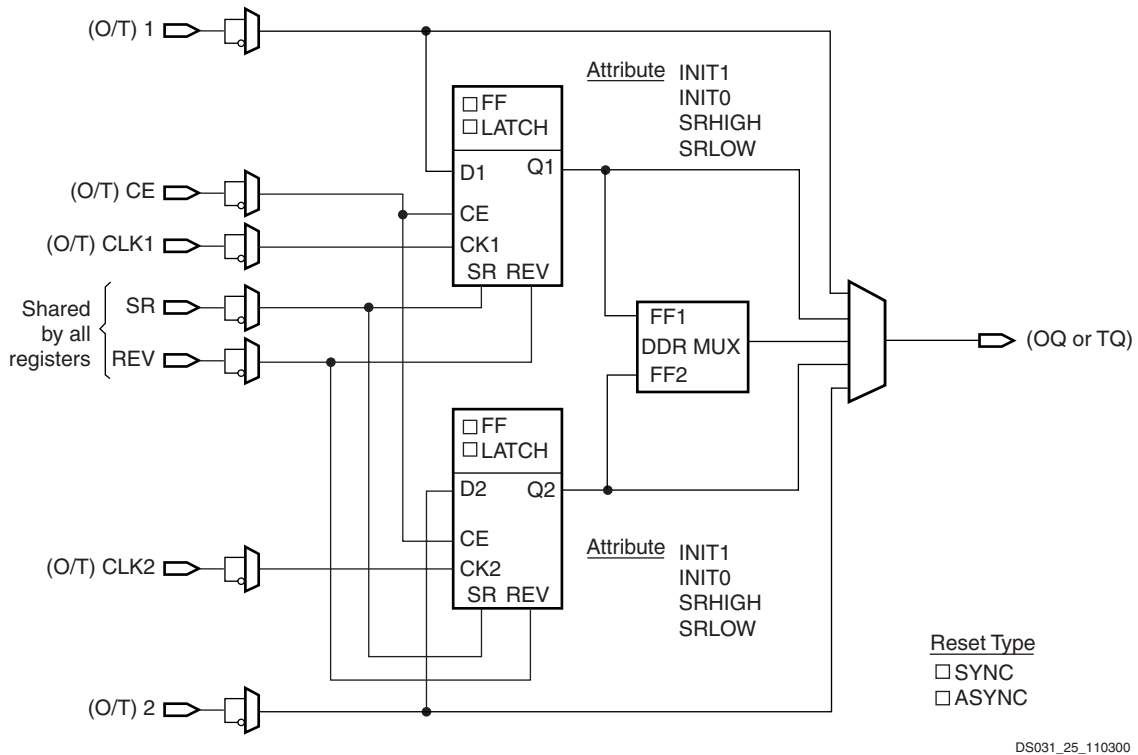 (O/T) 1
Attribute INIT1
INIT0
SRHIGH
SRLOW
FF
LATCH
D1 Q1
(O/T) CE
CE
(O/T) CLK1
CK1
SR REV
Shared
by all
registers
SR
REV
FF1
DDR MUX
FF2
(OQ or TQ)
FF
LATCH
D2 Q2
CE
(O/T) CLK2
CK2
SR REV
Attribute INIT1
INIT0
SRHIGH
SRLOW
(O/T) 2
Reset Type
SYNC
ASYNC
DS031_25_110300